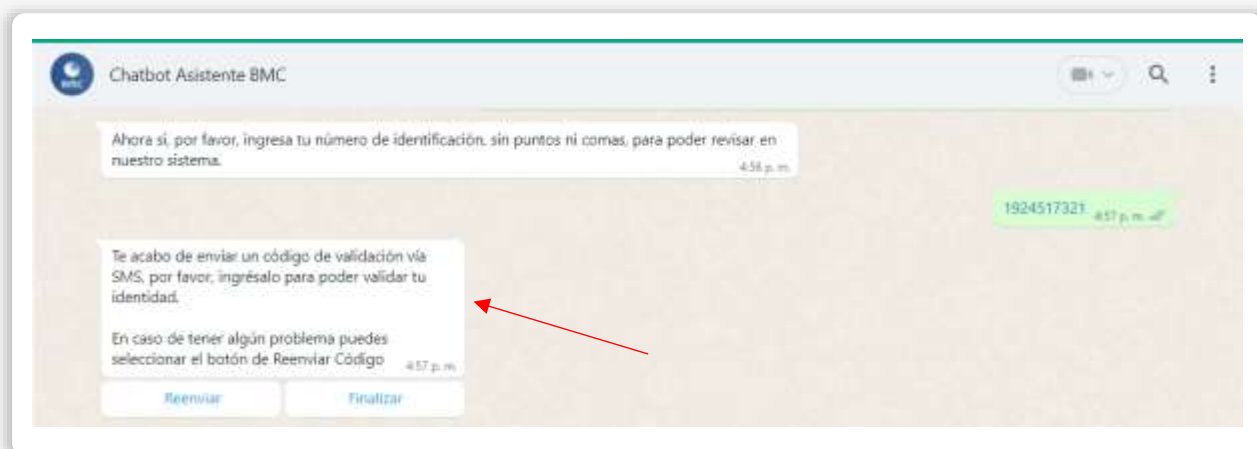 BMC
Chatbot Asistente BMC
Ahora si, por favor, ingresa tu número de identificación, sin puntos ni comas, para poder revisar en
nuestro sistema.
4:56 p. m.
1924517321
4:57 p. m.
Te acabo de enviar un código de validación vía
SMS, por favor, ingrésalo para poder validar tu
identidad.
En caso de tener algún problema puedes
seleccionar el botón de Reenviar Código
4:57 p. m.
Reenviar
Finalizar